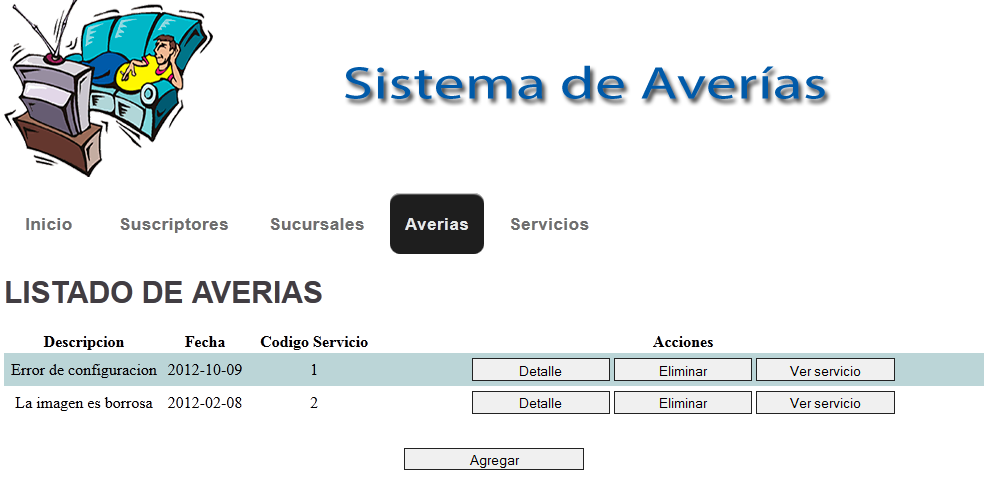 Sistema de Averías
Inicio Suscriptores Sucursales Averias Servicios
LISTADO DE AVERIAS
Descripcion Fecha Codigo Servicio Acciones
Error de configuracion 2012-10-09 1 Detalle Eliminar Ver servicio
La imagen es borrosa 2012-02-08 2 Detalle Eliminar Ver servicio
Agregar